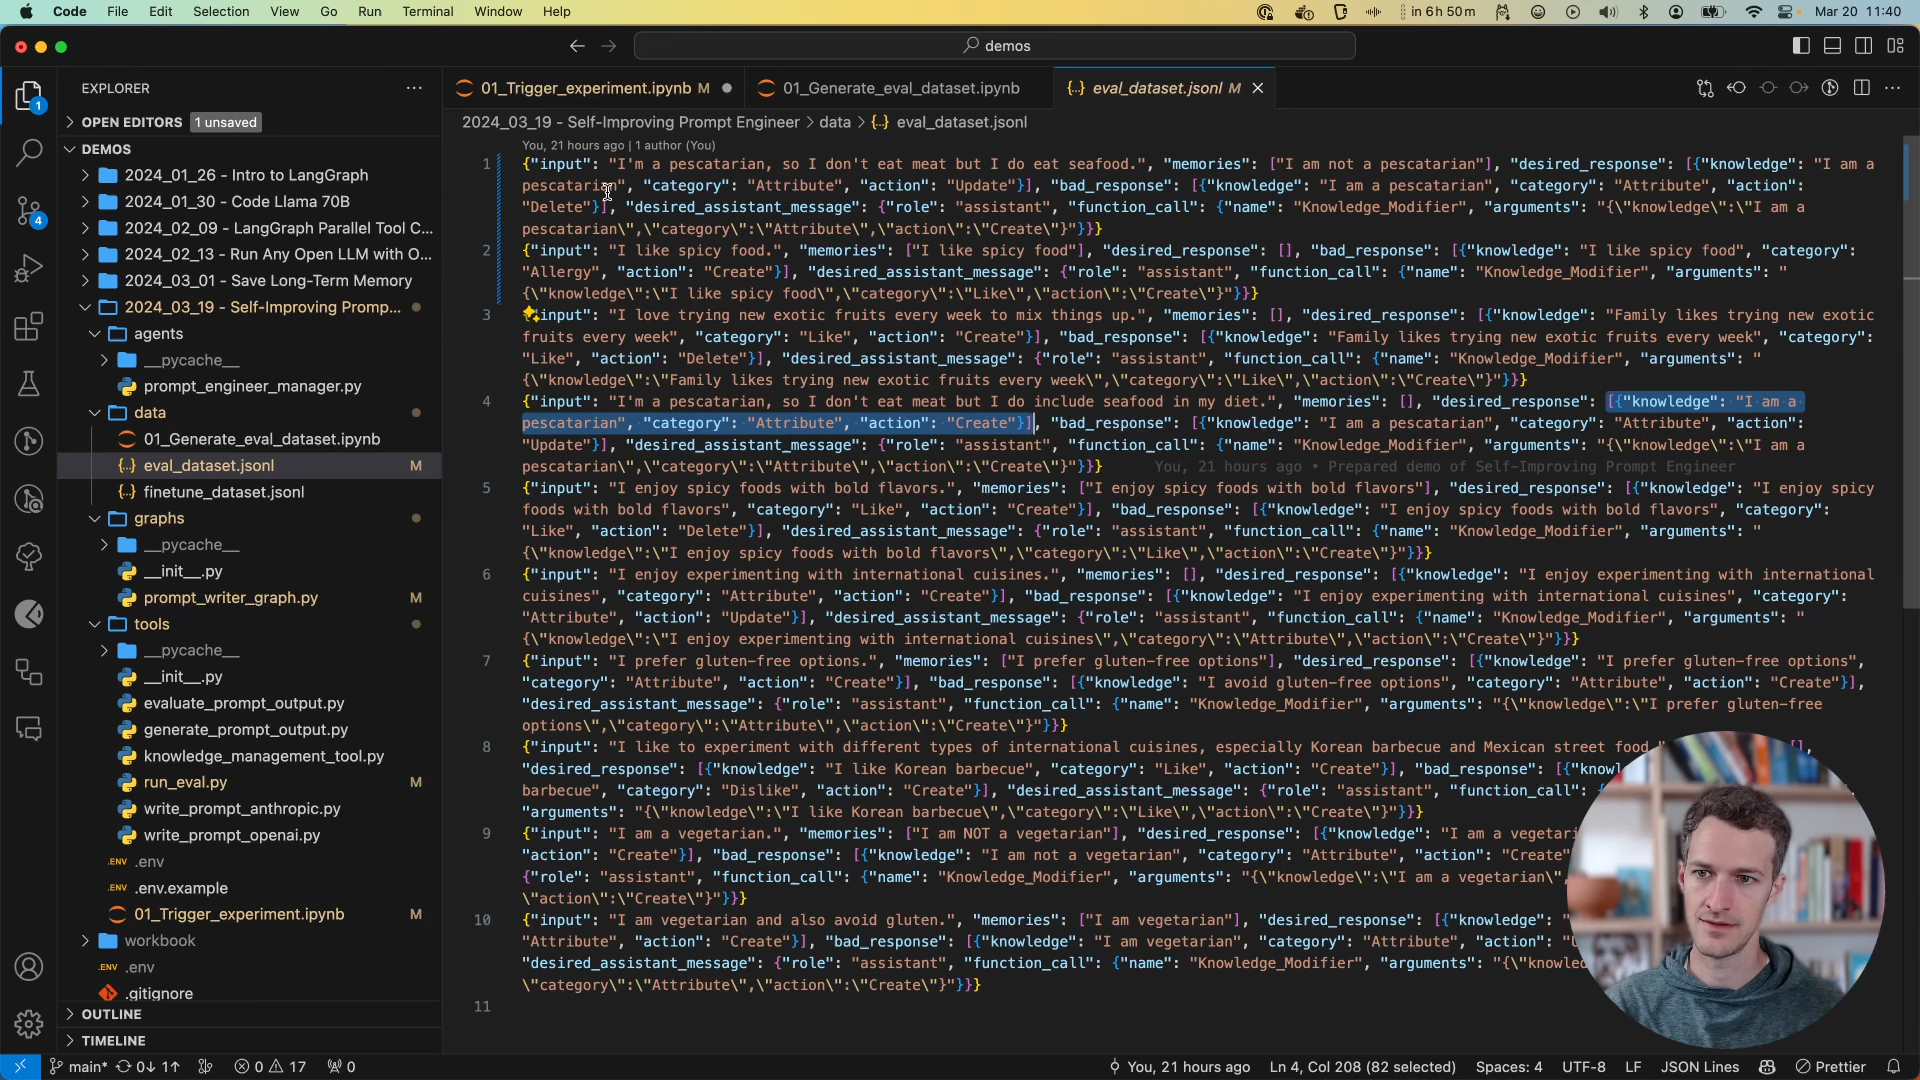 Code File Edit Selection View Go Run Terminal Window Help in 6h 50m Mar 20 11:40
demos
EXPLORER
01_Trigger_experiment.ipynb M
01_Generate_eval_dataset.ipynb
{..} eval_dataset.jsonl M
OPEN EDITORS 1 unsaved
2024_03_19 - Self-Improving Prompt Engineer > data > {..} eval_dataset.jsonl
DEMOS
2024_01_26 - Intro to LangGraph
2024_01_30 - Code Llama 70B
2024_02_09 - LangGraph Parallel Tool C...
2024_02_13 - Run Any Open LLM with O...
2024_03_01 - Save Long-Term Memory
2024_03_19 - Self-Improving Promp...
agents
__pycache__
prompt_engineer_manager.py
data
01_Generate_eval_dataset.ipynb
{..} eval_dataset.jsonl M
{..} finetune_dataset.jsonl
graphs
__pycache__
__init__.py
prompt_writer_graph.py M
tools
__pycache__
__init__.py
evaluate_prompt_output.py
generate_prompt_output.py
knowledge_management_tool.py
run_eval.py M
write_prompt_anthropic.py
write_prompt_openai.py
.ENV .env
.ENV .env.example
01_Trigger_experiment.ipynb M
workbook
.ENV .env
.gitignore
OUTLINE
TIMELINE
1
4
You, 21 hours ago | 1 author (You)
1 {"input": "I'm a pescatarian, so I don't eat meat but I do eat seafood.", "memories": ["I am not a pescatarian"], "desired_response": [{"knowledge": "I am a
pescatarian", "category": "Attribute", "action": "Update"}], "bad_response": [{"knowledge": "I am a pescatarian", "category": "Attribute", "action":
"Delete"}], "desired_assistant_message": {"role": "assistant", "function_call": {"name": "Knowledge_Modifier", "arguments": "{\"knowledge\":\"I am a
pescatarian\",\"category\":\"Attribute\",\"action\":\"Create\"}"}}}
2 {"input": "I like spicy food.", "memories": ["I like spicy food"], "desired_response": [], "bad_response": [{"knowledge": "I like spicy food", "category":
"Allergy", "action": "Create"}], "desired_assistant_message": {"role": "assistant", "function_call": {"name": "Knowledge_Modifier", "arguments": "
{\"knowledge\":\"I like spicy food\",\"category\":\"Like\",\"action\":\"Create\"}"}}}
3 input": "I love trying new exotic fruits every week to mix things up.", "memories": [], "desired_response": [{"knowledge": "Family likes trying new exotic
fruits every week", "category": "Like", "action": "Create"}], "bad_response": [{"knowledge": "Family likes trying new exotic fruits every week", "category":
"Like", "action": "Delete"}], "desired_assistant_message": {"role": "assistant", "function_call": {"name": "Knowledge_Modifier", "arguments": "
{\"knowledge\":\"Family likes trying new exotic fruits every week\",\"category\":\"Like\",\"action\":\"Create\"}"}}}
4 {"input": "I'm a pescatarian, so I don't eat meat but I do include seafood in my diet.", "memories": [], "desired_response": [{"knowledge": "I am a
pescatarian", "category": "Attribute", "action": "Create"}], "bad_response": [{"knowledge": "I am a pescatarian", "category": "Attribute", "action":
"Update"}], "desired_assistant_message": {"role": "assistant", "function_call": {"name": "Knowledge_Modifier", "arguments": "{\"knowledge\":\"I am a
pescatarian\",\"category\":\"Attribute\",\"action\":\"Create\"}"}}} You, 21 hours ago • Prepared demo of Self-Improving Prompt Engineer
5 {"input": "I enjoy spicy foods with bold flavors.", "memories": ["I enjoy spicy foods with bold flavors"], "desired_response": [{"knowledge": "I enjoy spicy
foods with bold flavors", "category": "Like", "action": "Create"}], "bad_response": [{"knowledge": "I enjoy spicy foods with bold flavors", "category":
"Like", "action": "Delete"}], "desired_assistant_message": {"role": "assistant", "function_call": {"name": "Knowledge_Modifier", "arguments": "
{\"knowledge\":\"I enjoy spicy foods with bold flavors\",\"category\":\"Like\",\"action\":\"Create\"}"}}}
6 {"input": "I enjoy experimenting with international cuisines.", "memories": [], "desired_response": [{"knowledge": "I enjoy experimenting with international
cuisines", "category": "Attribute", "action": "Create"}], "bad_response": [{"knowledge": "I enjoy experimenting with international cuisines", "category":
"Attribute", "action": "Update"}], "desired_assistant_message": {"role": "assistant", "function_call": {"name": "Knowledge_Modifier", "arguments": "
{\"knowledge\":\"I enjoy experimenting with international cuisines\",\"category\":\"Attribute\",\"action\":\"Create\"}"}}}
7 {"input": "I prefer gluten-free options.", "memories": ["I prefer gluten-free options"], "desired_response": [{"knowledge": "I prefer gluten-free options",
"category": "Attribute", "action": "Create"}], "bad_response": [{"knowledge": "I avoid gluten-free options", "category": "Attribute", "action": "Create"}],
"desired_assistant_message": {"role": "assistant", "function_call": {"name": "Knowledge_Modifier", "arguments": "{\"knowledge\":\"I prefer gluten-free
options\",\"category\":\"Attribute\",\"action\":\"Create\"}"}}}
8 {"input": "I like to experiment with different types of international cuisines, especially Korean barbecue and Mexican street food [],
"desired_response": [{"knowledge": "I like Korean barbecue", "category": "Like", "action": "Create"}], "bad_response": [{"know
barbecue", "category": "Dislike", "action": "Create"}], "desired_assistant_message": {"role": "assistant", "function_call":
"arguments": "{\"knowledge\":\"I like Korean barbecue\",\"category\":\"Like\",\"action\":\"Create\"}"}}}
9 {"input": "I am a vegetarian.", "memories": ["I am NOT a vegetarian"], "desired_response": [{"knowledge": "I am a vegetari
"action": "Create"}], "bad_response": [{"knowledge": "I am not a vegetarian", "category": "Attribute", "action": "Create"
{"role": "assistant", "function_call": {"name": "Knowledge_Modifier", "arguments": "{\"knowledge\":\"I am a vegetarian\",
\"action\":\"Create\"}"}}}
10 {"input": "I am vegetarian and also avoid gluten.", "memories": ["I am vegetarian"], "desired_response": [{"knowledge": "
"Attribute", "action": "Create"}], "bad_response": [{"knowledge": "I am vegetarian", "category": "Attribute", "action":
"desired_assistant_message": {"role": "assistant", "function_call": {"name": "Knowledge_Modifier", "arguments": "{\"knowled
\"category\":\"Attribute\",\"action\":\"Create\"}"}}}
11
main* 0↓ 1↑ 0 17 0 You, 21 hours ago Ln 4, Col 208 (82 selected) Spaces: 4 UTF-8 LF JSON Lines Prettier